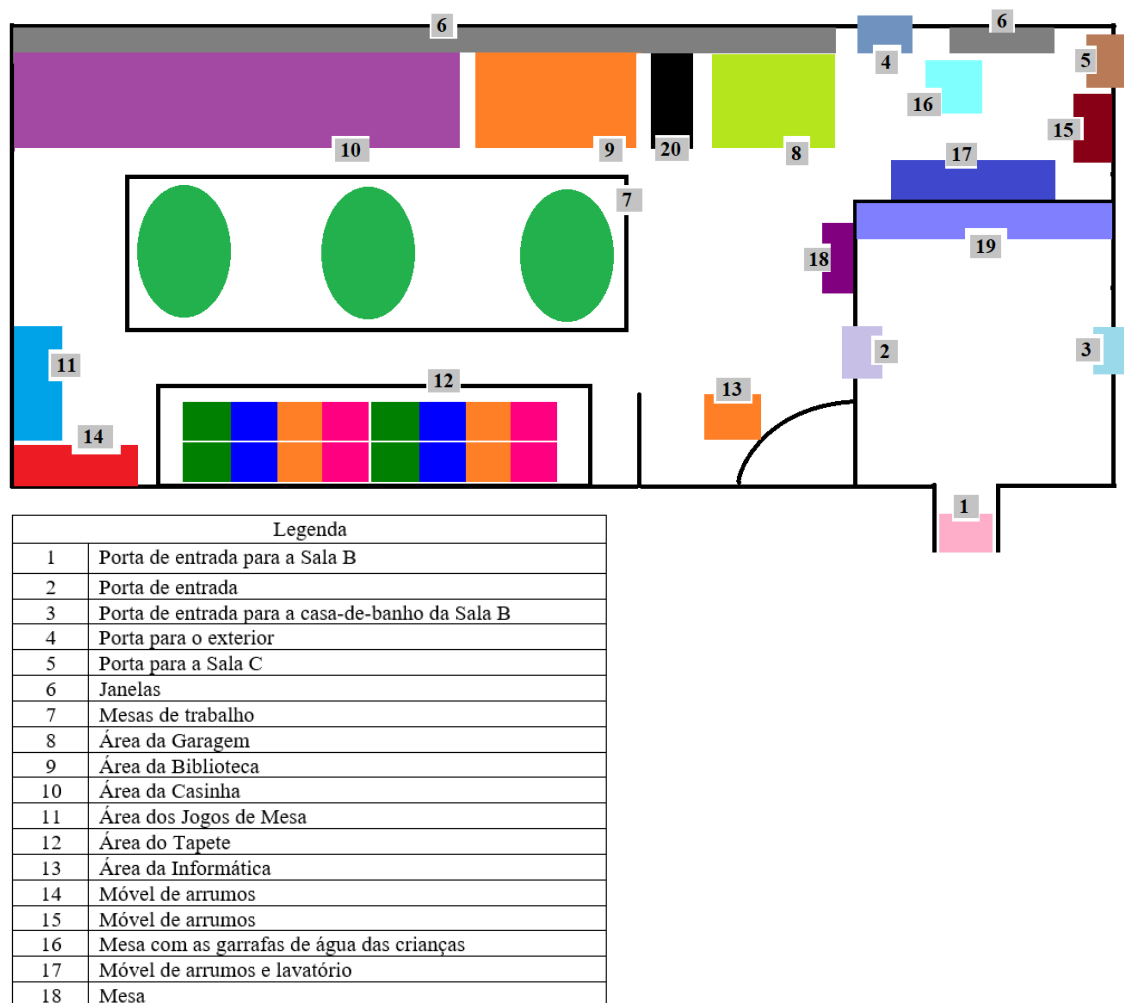 6
6
4
5
16
15
10
9
20
8
17
7
18
19
11
2
3
12
13
14
1
Legenda
1 Porta de entrada para a Sala B
2 Porta de entrada
3 Porta de entrada para a casa-de-banho da Sala B
4 Porta para o exterior
5 Porta para a Sala C
6 Janelas
7 Mesas de trabalho
8 Área da Garagem
9 Área da Biblioteca
10 Área da Casinha
11 Área dos Jogos de Mesa
12 Área do Tapete
13 Área da Informática
14 Móvel de arrumos
15 Móvel de arrumos
16 Mesa com as garrafas de água das crianças
17 Móvel de arrumos e lavatório
18 Mesa